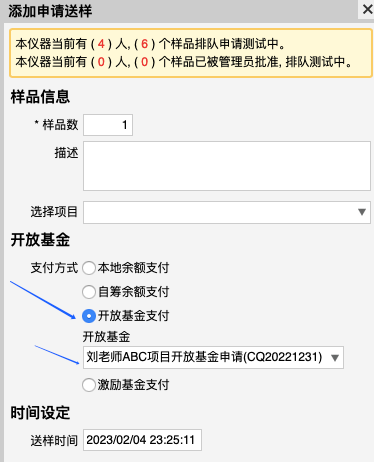 添加申请送样
本仪器当前有 ( 4 ) 人, ( 6 ) 个样品排队申请测试中。
本仪器当前有 ( 0 ) 人, ( 0 ) 个样品已被管理员批准, 排队测试中。
样品信息
* 样品数 1
描述
选择项目
开放基金
支付方式 本地余额支付
自筹余额支付
开放基金支付
开放基金
刘老师ABC项目开放基金申请(CQ20221231)
激励基金支付
时间设定
送样时间 2023/02/04 23:25:11